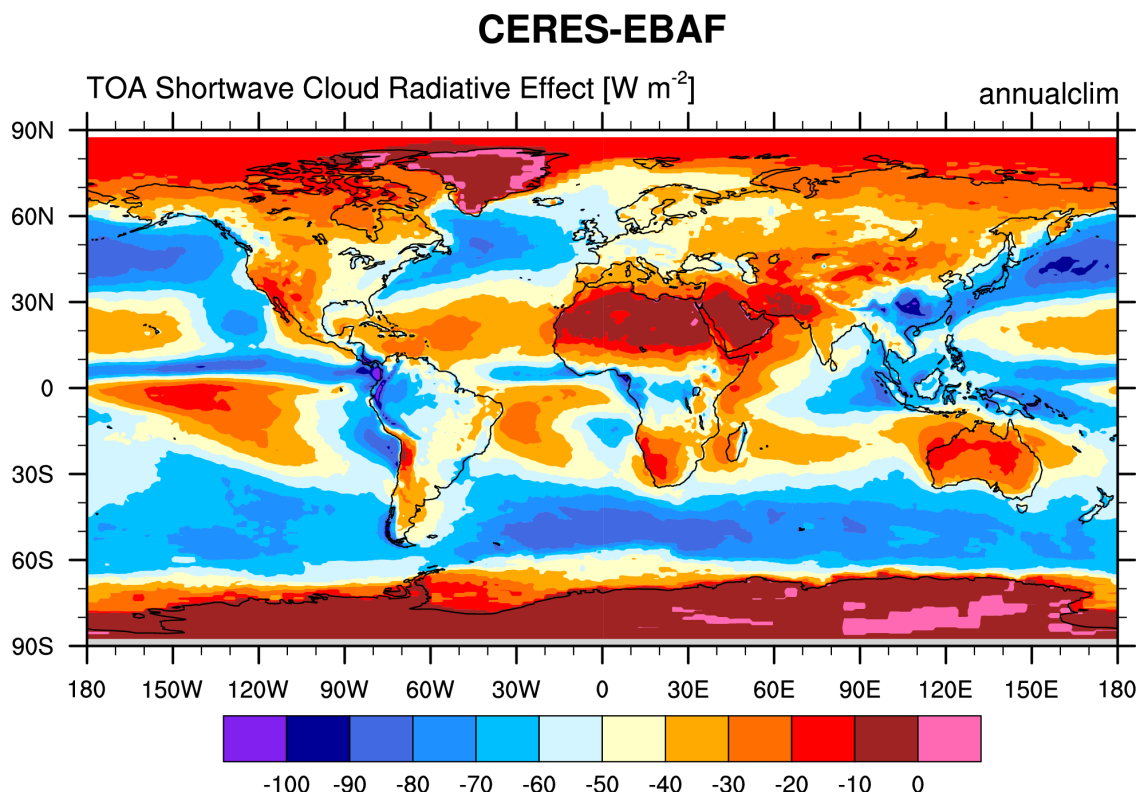 CERES-EBAF
TOA Shortwave Cloud Radiative Effect [W m-2] annualclim
90N
60N
30N
0
30S
60S
90S
180 150W 120W 90W 60W 30W 0 30E 60E 90E 120E 150E 180
-100 -90 -80 -70 -60 -50 -40 -30 -20 -10 0